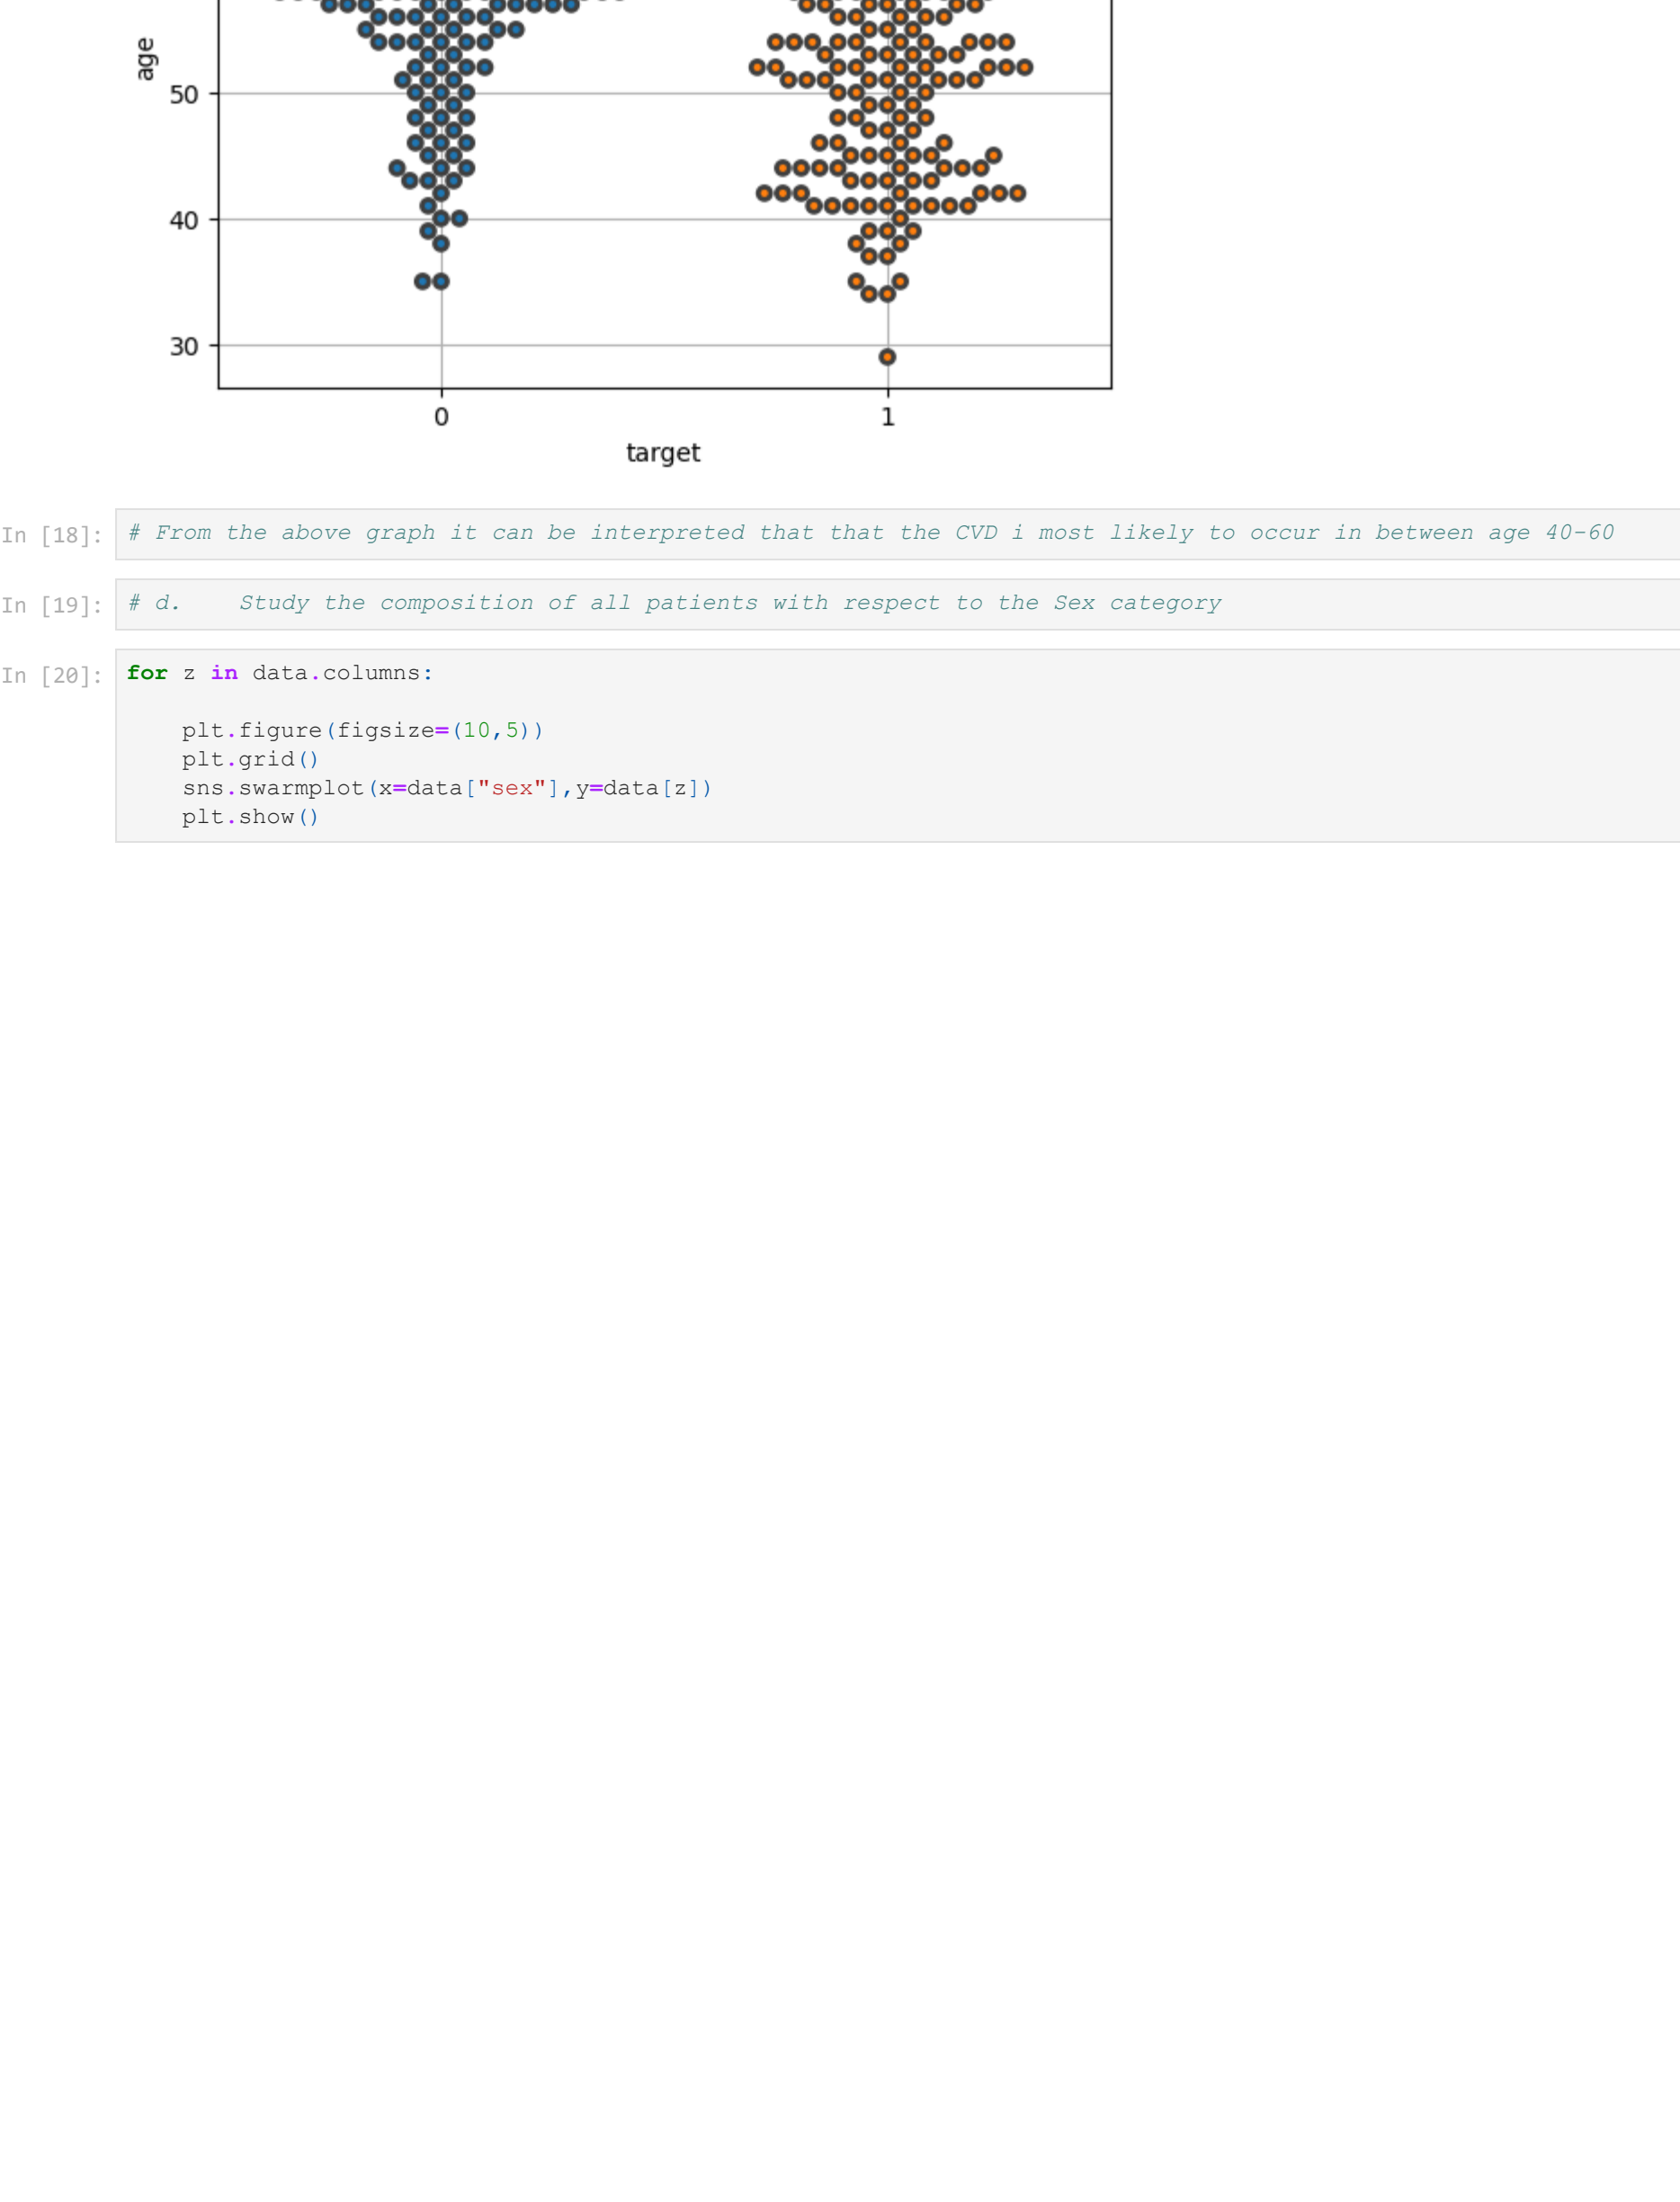 age
50
40
30
0 1
target
In [18]: # From the above graph it can be interpreted that that the CVD i most likely to occur in between age 40-60
In [19]: # d.    Study the composition of all patients with respect to the Sex category
In [20]: for z in data.columns:
    plt.figure(figsize=(10,5))
    plt.grid()
    sns.swarmplot(x=data["sex"],y=data[z])
    plt.show()